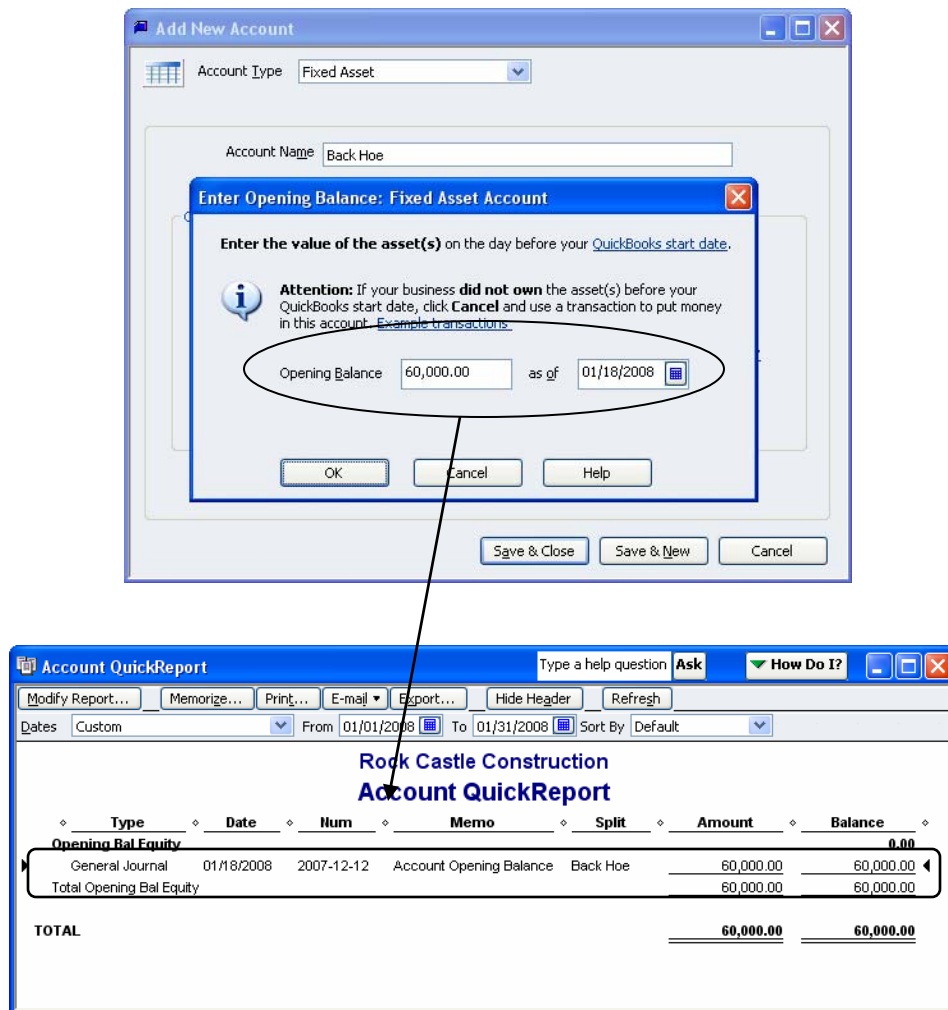 Add New Account
Account Type Fixed Asset
Account Name Back Hoe
Enter Opening Balance: Fixed Asset Account
Enter the value of the asset(s) on the day before your QuickBooks start date.
Attention: If your business did not own the asset(s) before your
QuickBooks start date, click Cancel and use a transaction to put money
in this account. Example transactions
Opening Balance 60,000.00 as of 01/18/2008
OK Cancel Help
Save & Close Save & New Cancel
Account QuickReport Type a help question Ask How Do I?
Modify Report... Memorize... Print... E-mail Export... Hide Header Refresh
Dates Custom From 01/01/2008 To 01/31/2008 Sort By Default
Rock Castle Construction
Account QuickReport
Type Date Num Memo Split Amount Balance
Opening Bal Equity 0.00
General Journal 01/18/2008 2007-12-12 Account Opening Balance Back Hoe 60,000.00 60,000.00
Total Opening Bal Equity 60,000.00 60,000.00
TOTAL 60,000.00 60,000.00